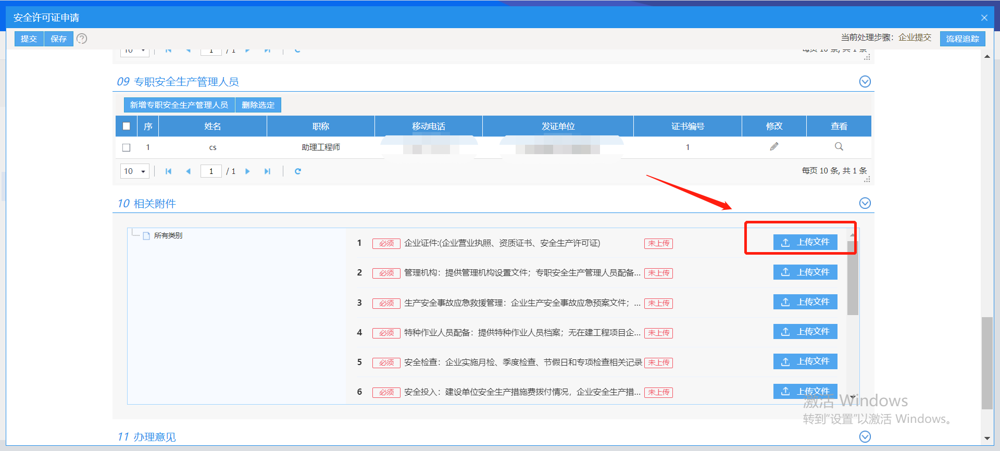 安全许可证申请
提交 保存 ? 当前处理步骤：企业提交 流程追踪
10 1 / 1 每页 10 条, 共 1 条
09 专职安全生产管理人员
新增专职安全生产管理人员 删除选定
序 姓名 职称 移动电话 发证单位 证书编号 修改 查看
1 cs 助理工程师 1
10 1 / 1 每页 10 条, 共 1 条
10 相关附件
所有类别
1 必须 企业证件:(企业营业执照、资质证书、安全生产许可证) 未上传 上传文件
2 必须 管理机构：提供管理机构设置文件；专职安全生产管理人员配备... 未上传 上传文件
3 必须 生产安全事故应急救援管理：企业生产安全事故应急预案文件；... 未上传 上传文件
4 必须 特种作业人员配备：提供特种作业人员档案；无在建工程项目企... 未上传 上传文件
5 必须 安全检查：企业实施月检、季度检查、节假日和专项检查相关记录 未上传 上传文件
6 必须 安全投入：建设单位安全生产措施费拨付情况，企业安全生产措... 未上传 上传文件
激活 Windows
转到“设置”以激活 Windows。
11 办理意见